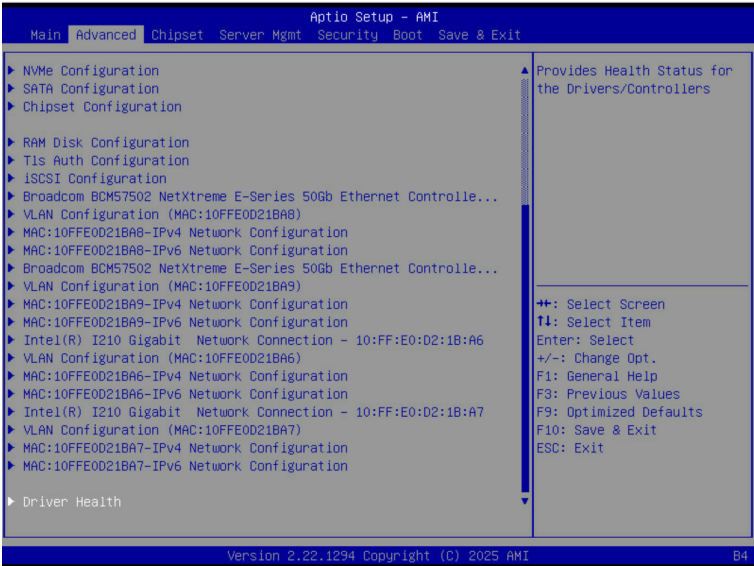 Aptio Setup – AMI
Main Advanced Chipset Server Mgmt Security Boot Save & Exit
NVMe Configuration
SATA Configuration
Chipset Configuration
RAM Disk Configuration
Tls Auth Configuration
iSCSI Configuration
Broadcom BCM57502 NetXtreme E-Series 50Gb Ethernet Controlle...
VLAN Configuration (MAC:10FFE0D21BA8)
MAC:10FFE0D21BA8-IPv4 Network Configuration
MAC:10FFE0D21BA8-IPv6 Network Configuration
Broadcom BCM57502 NetXtreme E-Series 50Gb Ethernet Controlle...
VLAN Configuration (MAC:10FFE0D21BA9)
MAC:10FFE0D21BA9-IPv4 Network Configuration
MAC:10FFE0D21BA9-IPv6 Network Configuration
Intel(R) I210 Gigabit  Network Connection - 10:FF:E0:D2:1B:A6
VLAN Configuration (MAC:10FFE0D21BA6)
MAC:10FFE0D21BA6-IPv4 Network Configuration
MAC:10FFE0D21BA6-IPv6 Network Configuration
Intel(R) I210 Gigabit  Network Connection - 10:FF:E0:D2:1B:A7
VLAN Configuration (MAC:10FFE0D21BA7)
MAC:10FFE0D21BA7-IPv4 Network Configuration
MAC:10FFE0D21BA7-IPv6 Network Configuration
Driver Health
Provides Health Status for
the Drivers/Controllers
→←: Select Screen
↑↓: Select Item
Enter: Select
+/-: Change Opt.
F1: General Help
F3: Previous Values
F9: Optimized Defaults
F10: Save & Exit
ESC: Exit
Version 2.22.1294 Copyright (C) 2025 AMI
B4